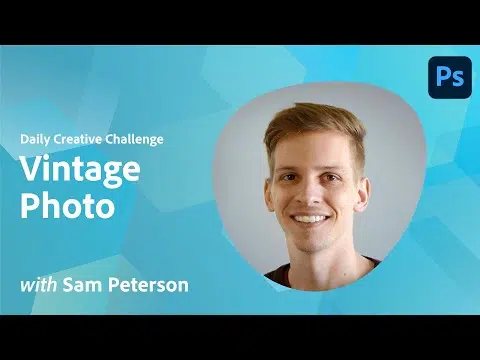 Daily Creative Challenge
Vintage
Photo
with Sam Peterson
Ps